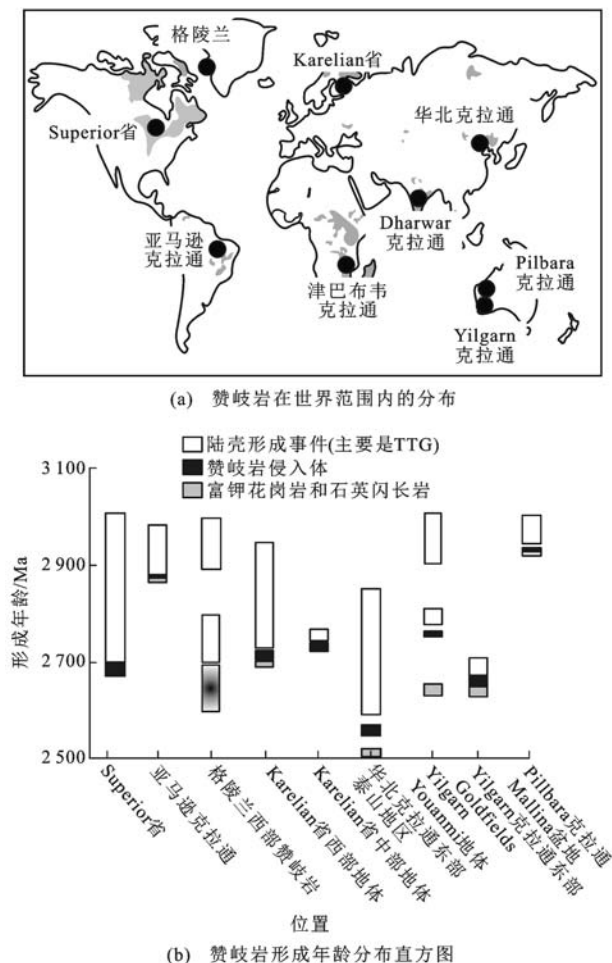 格陵兰
Karelian省
华北克拉通
Superior省
Dharwar
克拉通
亚马逊
克拉通
津巴布韦
克拉通
Pilbara
克拉通
Yilgarn
克拉通
(a) 赞岐岩在世界范围内的分布
陆壳形成事件(主要是TTG)
赞岐岩侵入体
富钾花岗岩和石英闪长岩
形成年龄/Ma
3 100
2 900
2 700
2 500
Superior省
亚马逊克拉通
格陵兰西部赞岐岩
Karelian省西部地体
Karelian省中部地体
华北克拉通东部
泰山地区
Yilgarn
Youanmi地体
Goldfields
Yilgarn克拉通东部
Pillbara克拉通
Mallina盆地
位置
(b) 赞岐岩形成年龄分布直方图